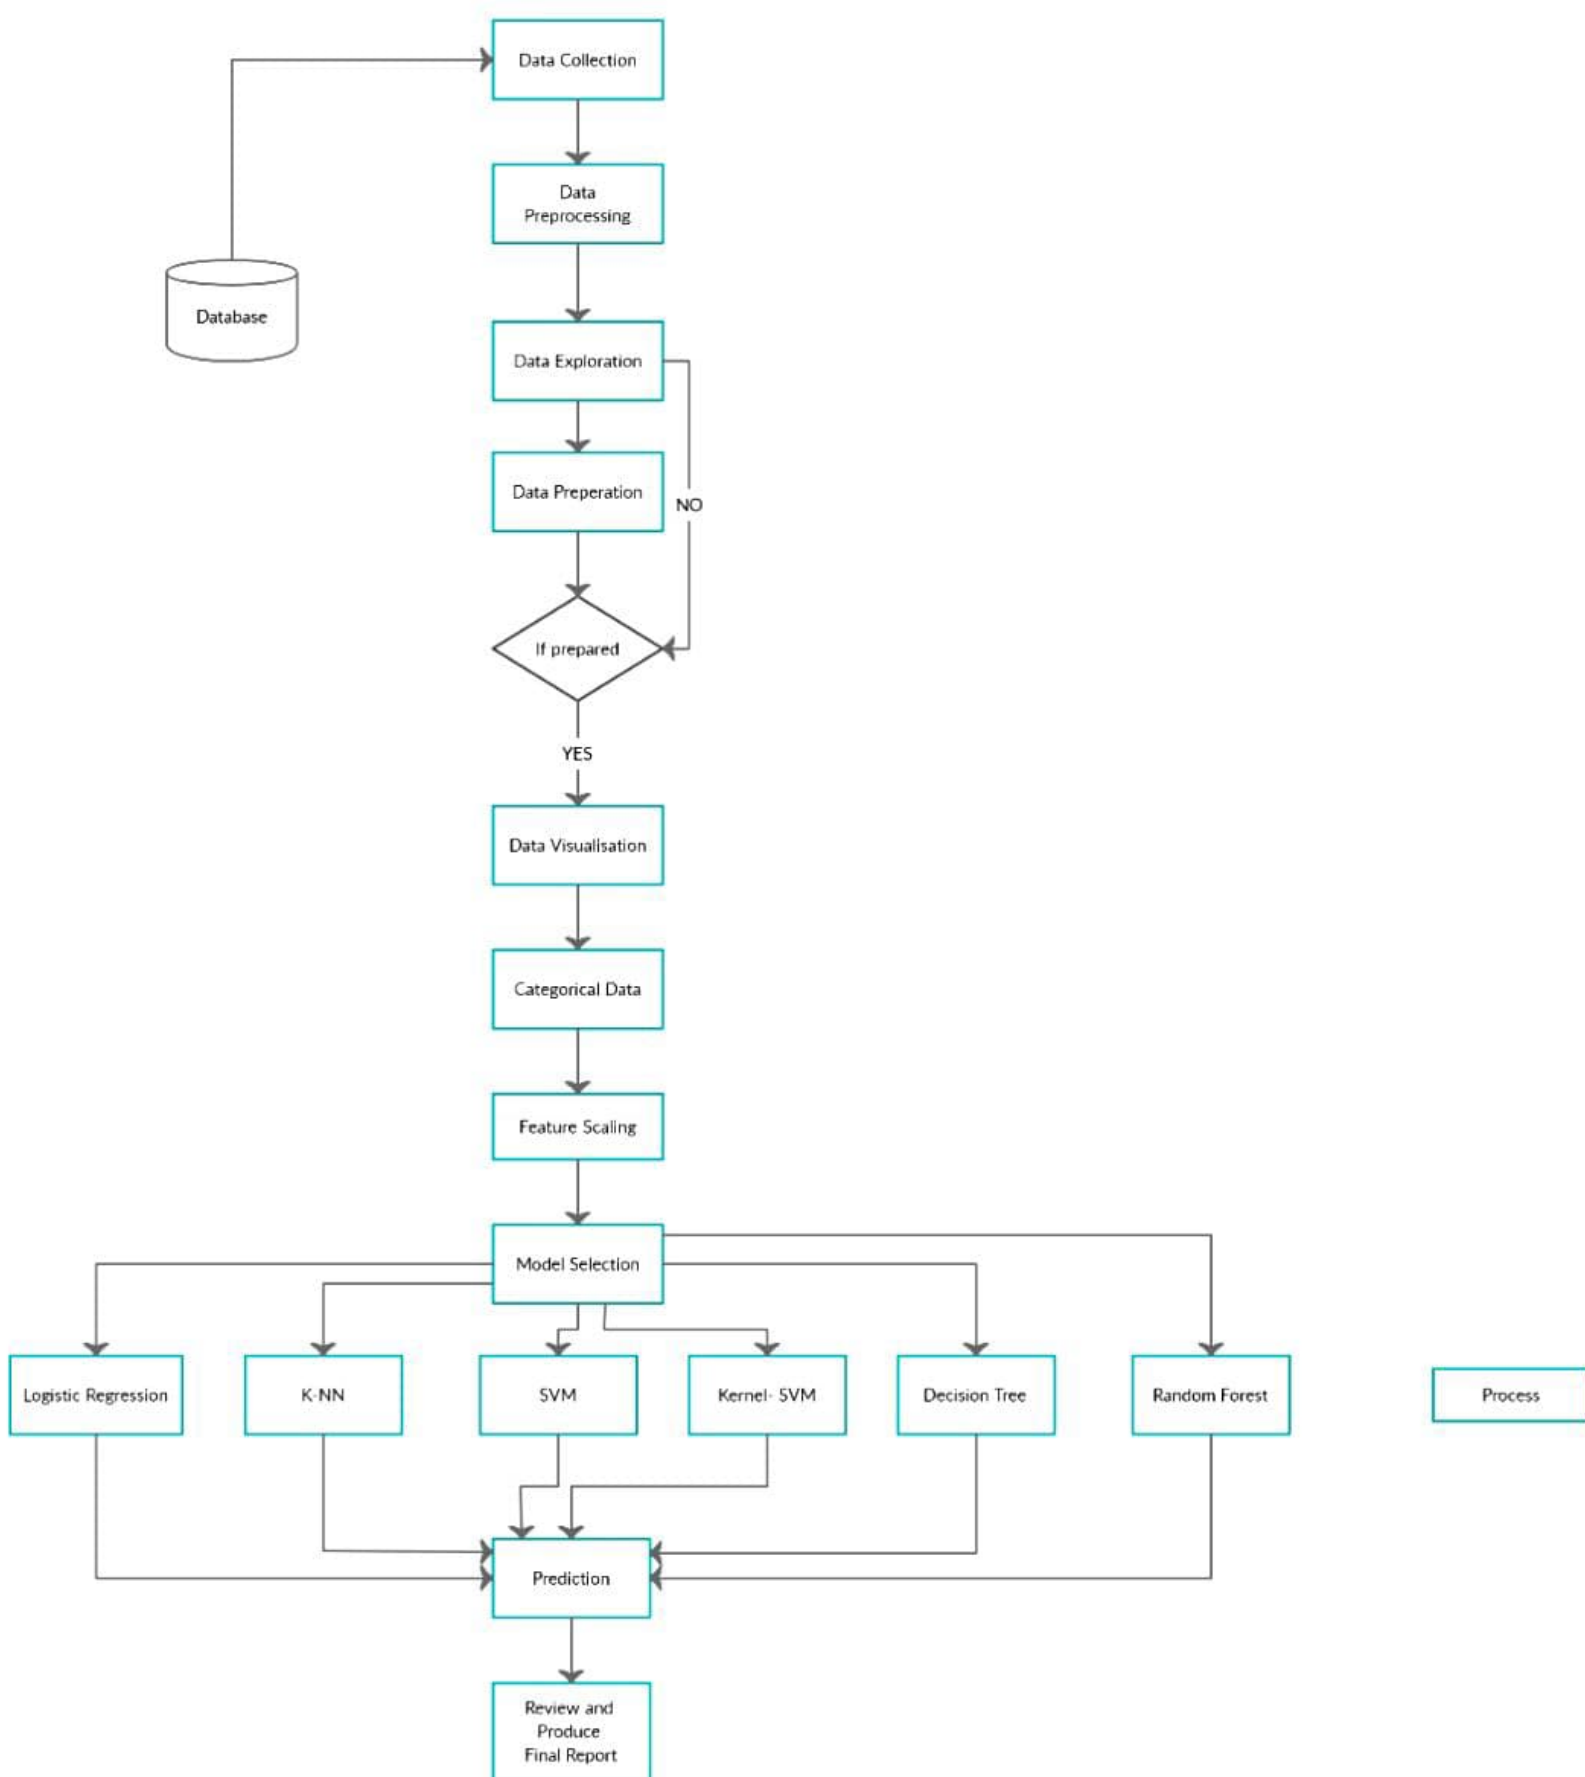 Data Collection
Data
Preprocessing
Database
Data Exploration
Data Preperation
NO
If prepared
YES
Data Visualisation
Categorical Data
Feature Scaling
Model Selection
Logistic Regression
K-NN
SVM
Kernel- SVM
Decision Tree
Random Forest
Process
Prediction
Review and
Produce
Final Report